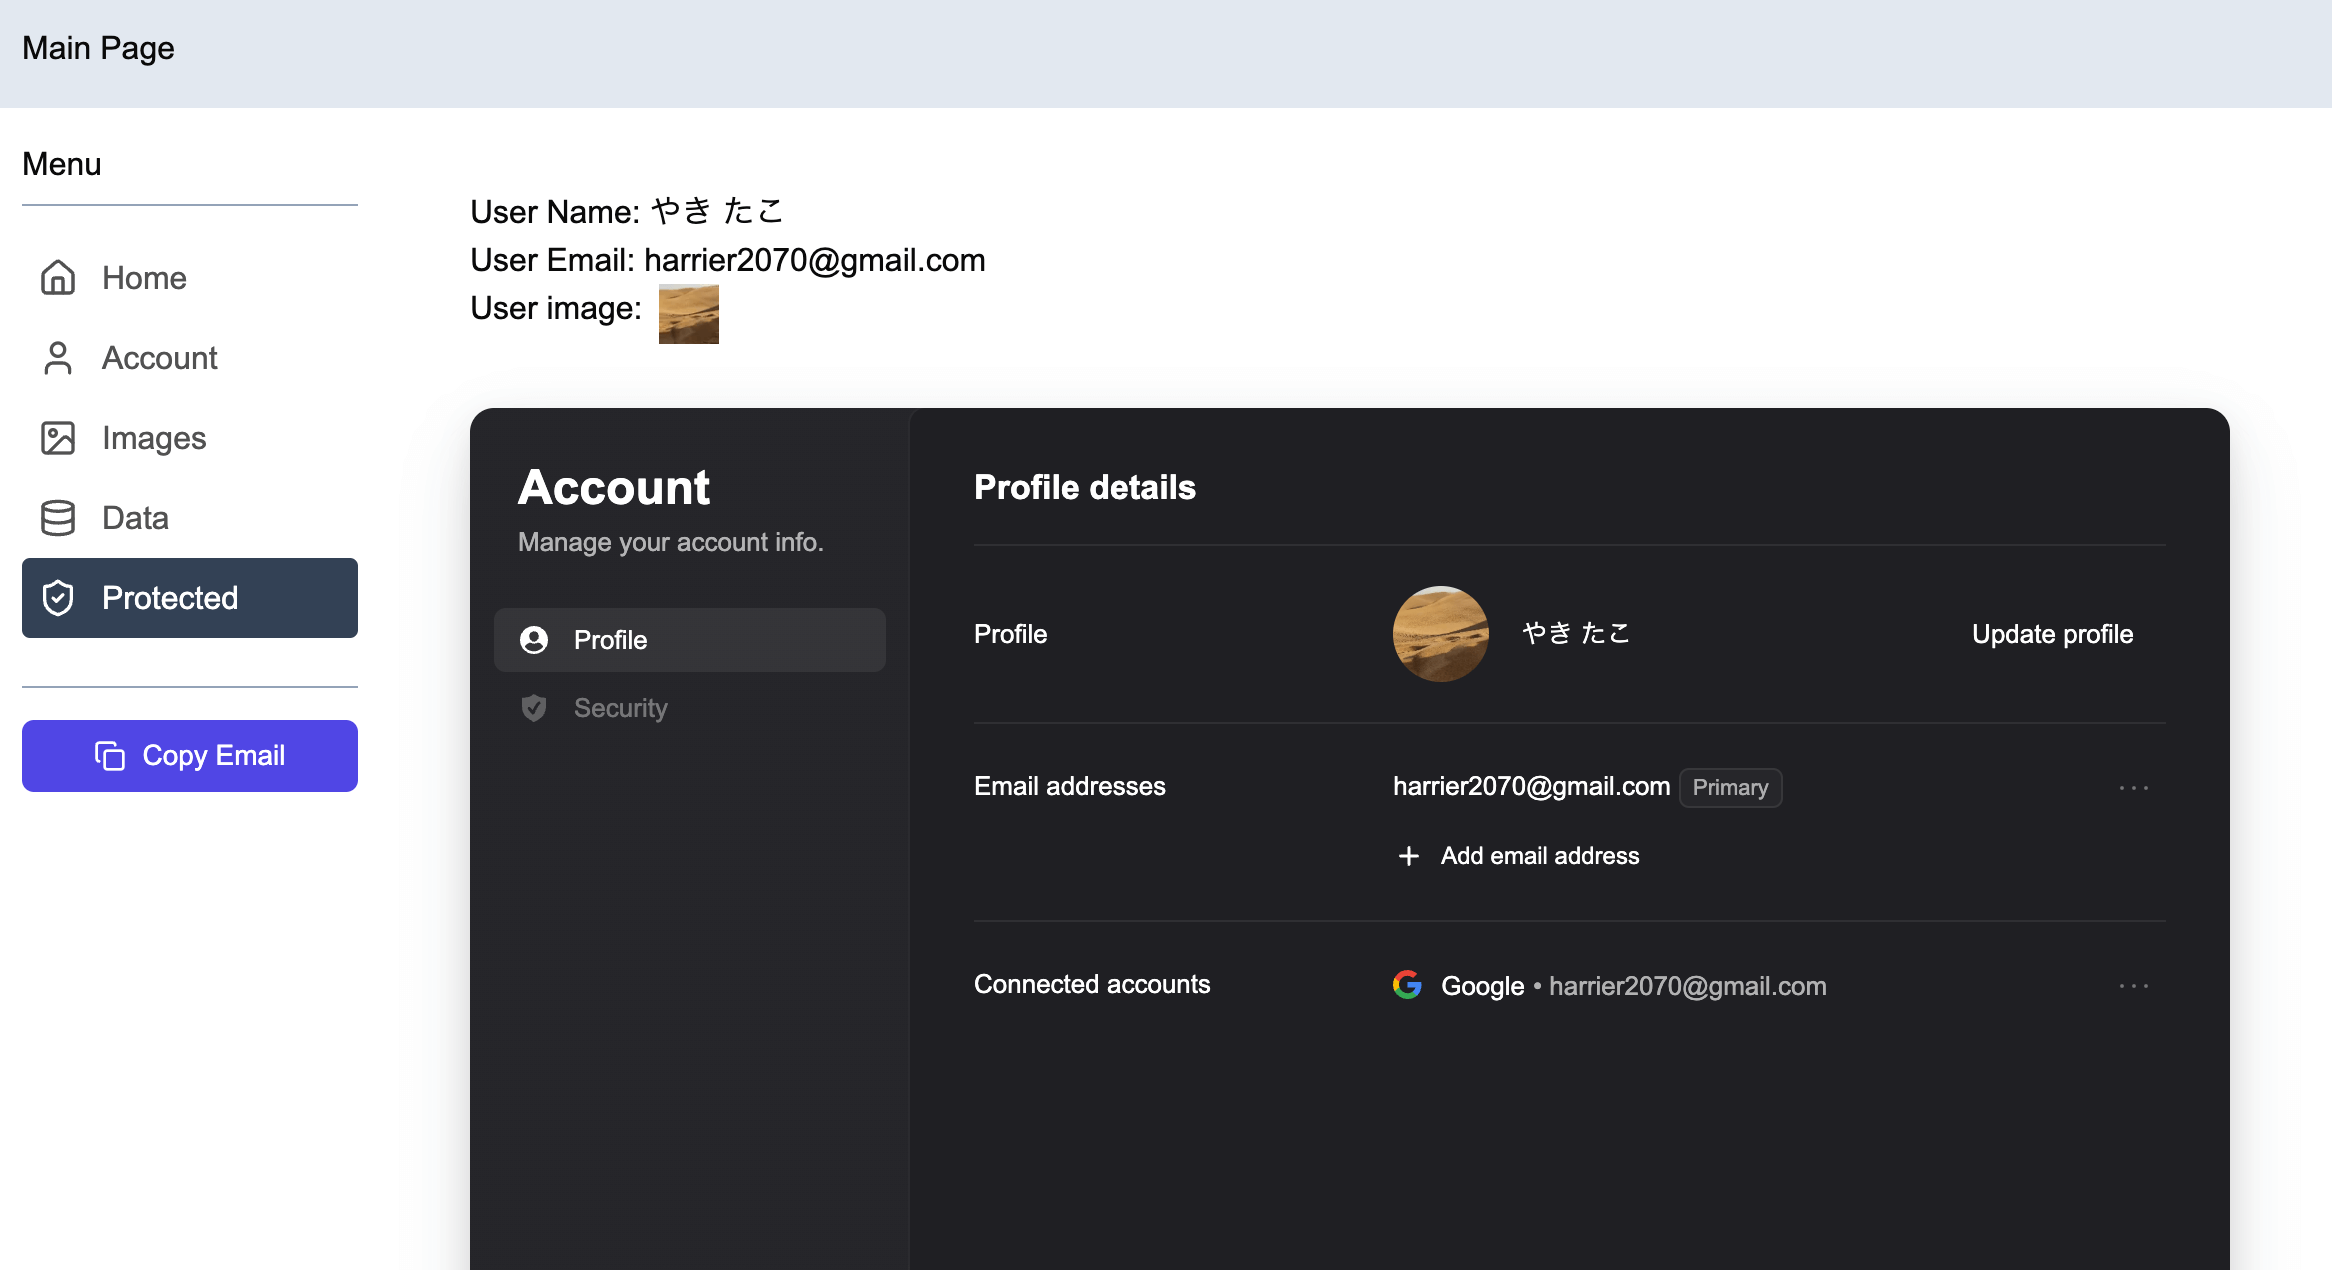 Main Page
Menu
Home
Account
Images
Data
Protected
Copy Email
User Name: やき たこ
User Email: harrier2070@gmail.com
User image:
Account
Manage your account info.
Profile
Security
Profile details
Profile やき たこ Update profile
Email addresses harrier2070@gmail.com Primary ···
+ Add email address
Connected accounts Google • harrier2070@gmail.com ···